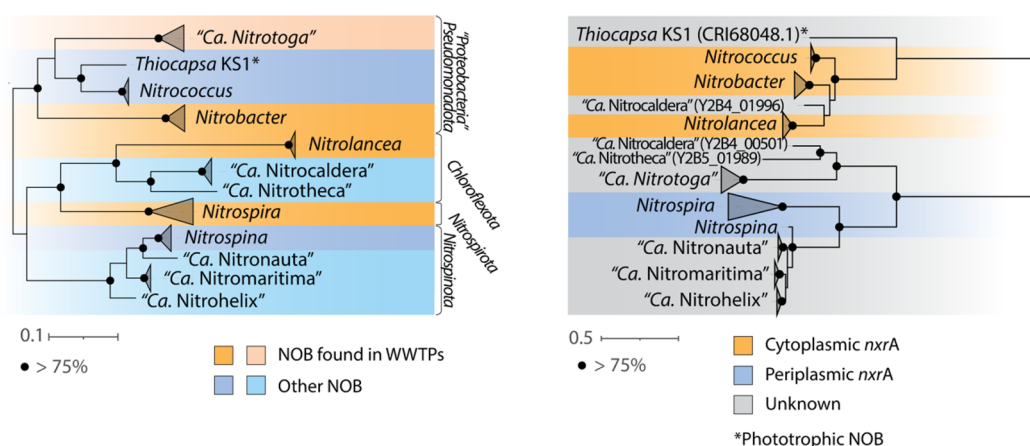 “Ca. Nitrotoga”
Thiocapsa KS1*
Nitrococcus
Nitrobacter
Nitrolancea
“Ca. Nitrocaldera”
“Ca. Nitrotheca”
Nitrospira
Nitrospina
“Ca. Nitronauta”
“Ca. Nitromaritima”
“Ca. Nitrohelix”
“Proteobacteria”
Pseudomonadota
Chloroflexota
Nitrospirota
Nitrospinota
0.1
> 75%
NOB found in WWTPs
Other NOB
Thiocapsa KS1 (CRI68048.1)*
Nitrococcus
Nitrobacter
“Ca. Nitrocaldera” (Y2B4_01996)
Nitrolancea
“Ca. Nitrocaldera” (Y2B4_00501)
“Ca. Nitrotheca” (Y2B5_01989)
“Ca. Nitrotoga”
Nitrospira
Nitrospina
“Ca. Nitronauta”
“Ca. Nitromaritima”
“Ca. Nitrohelix”
0.5
> 75%
Cytoplasmic nxrA
Periplasmic nxrA
Unknown
*Phototrophic NOB